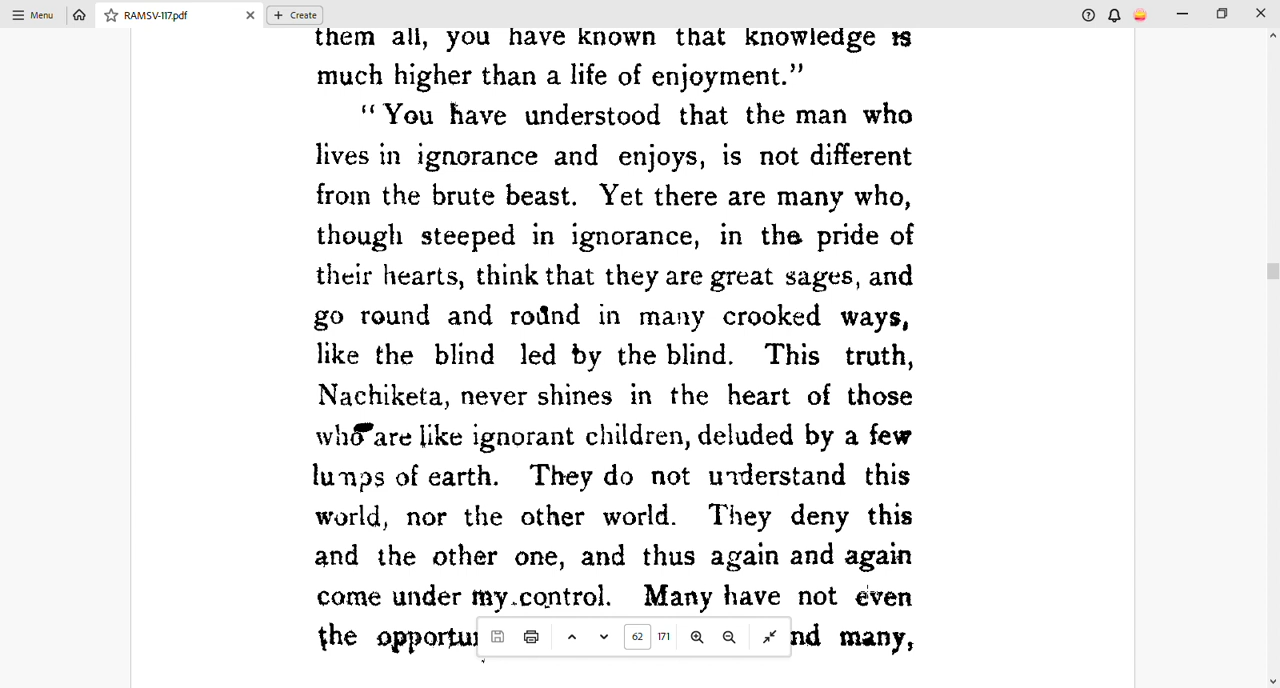 Menu
RAMSV-117.pdf
Create
them all, you have known that knowledge is
much higher than a life of enjoyment."
"You have understood that the man who
lives in ignorance and enjoys, is not different
from the brute beast. Yet there are many who,
though steeped in ignorance, in the pride of
their hearts, think that they are great sages, and
go round and round in many crooked ways,
like the blind led by the blind. This truth,
Nachiketa, never shines in the heart of those
who are like ignorant children, deluded by a few
lumps of earth. They do not understand this
world, nor the other world. They deny this
and the other one, and thus again and again
come under my control. Many have not even
the many,
62 171